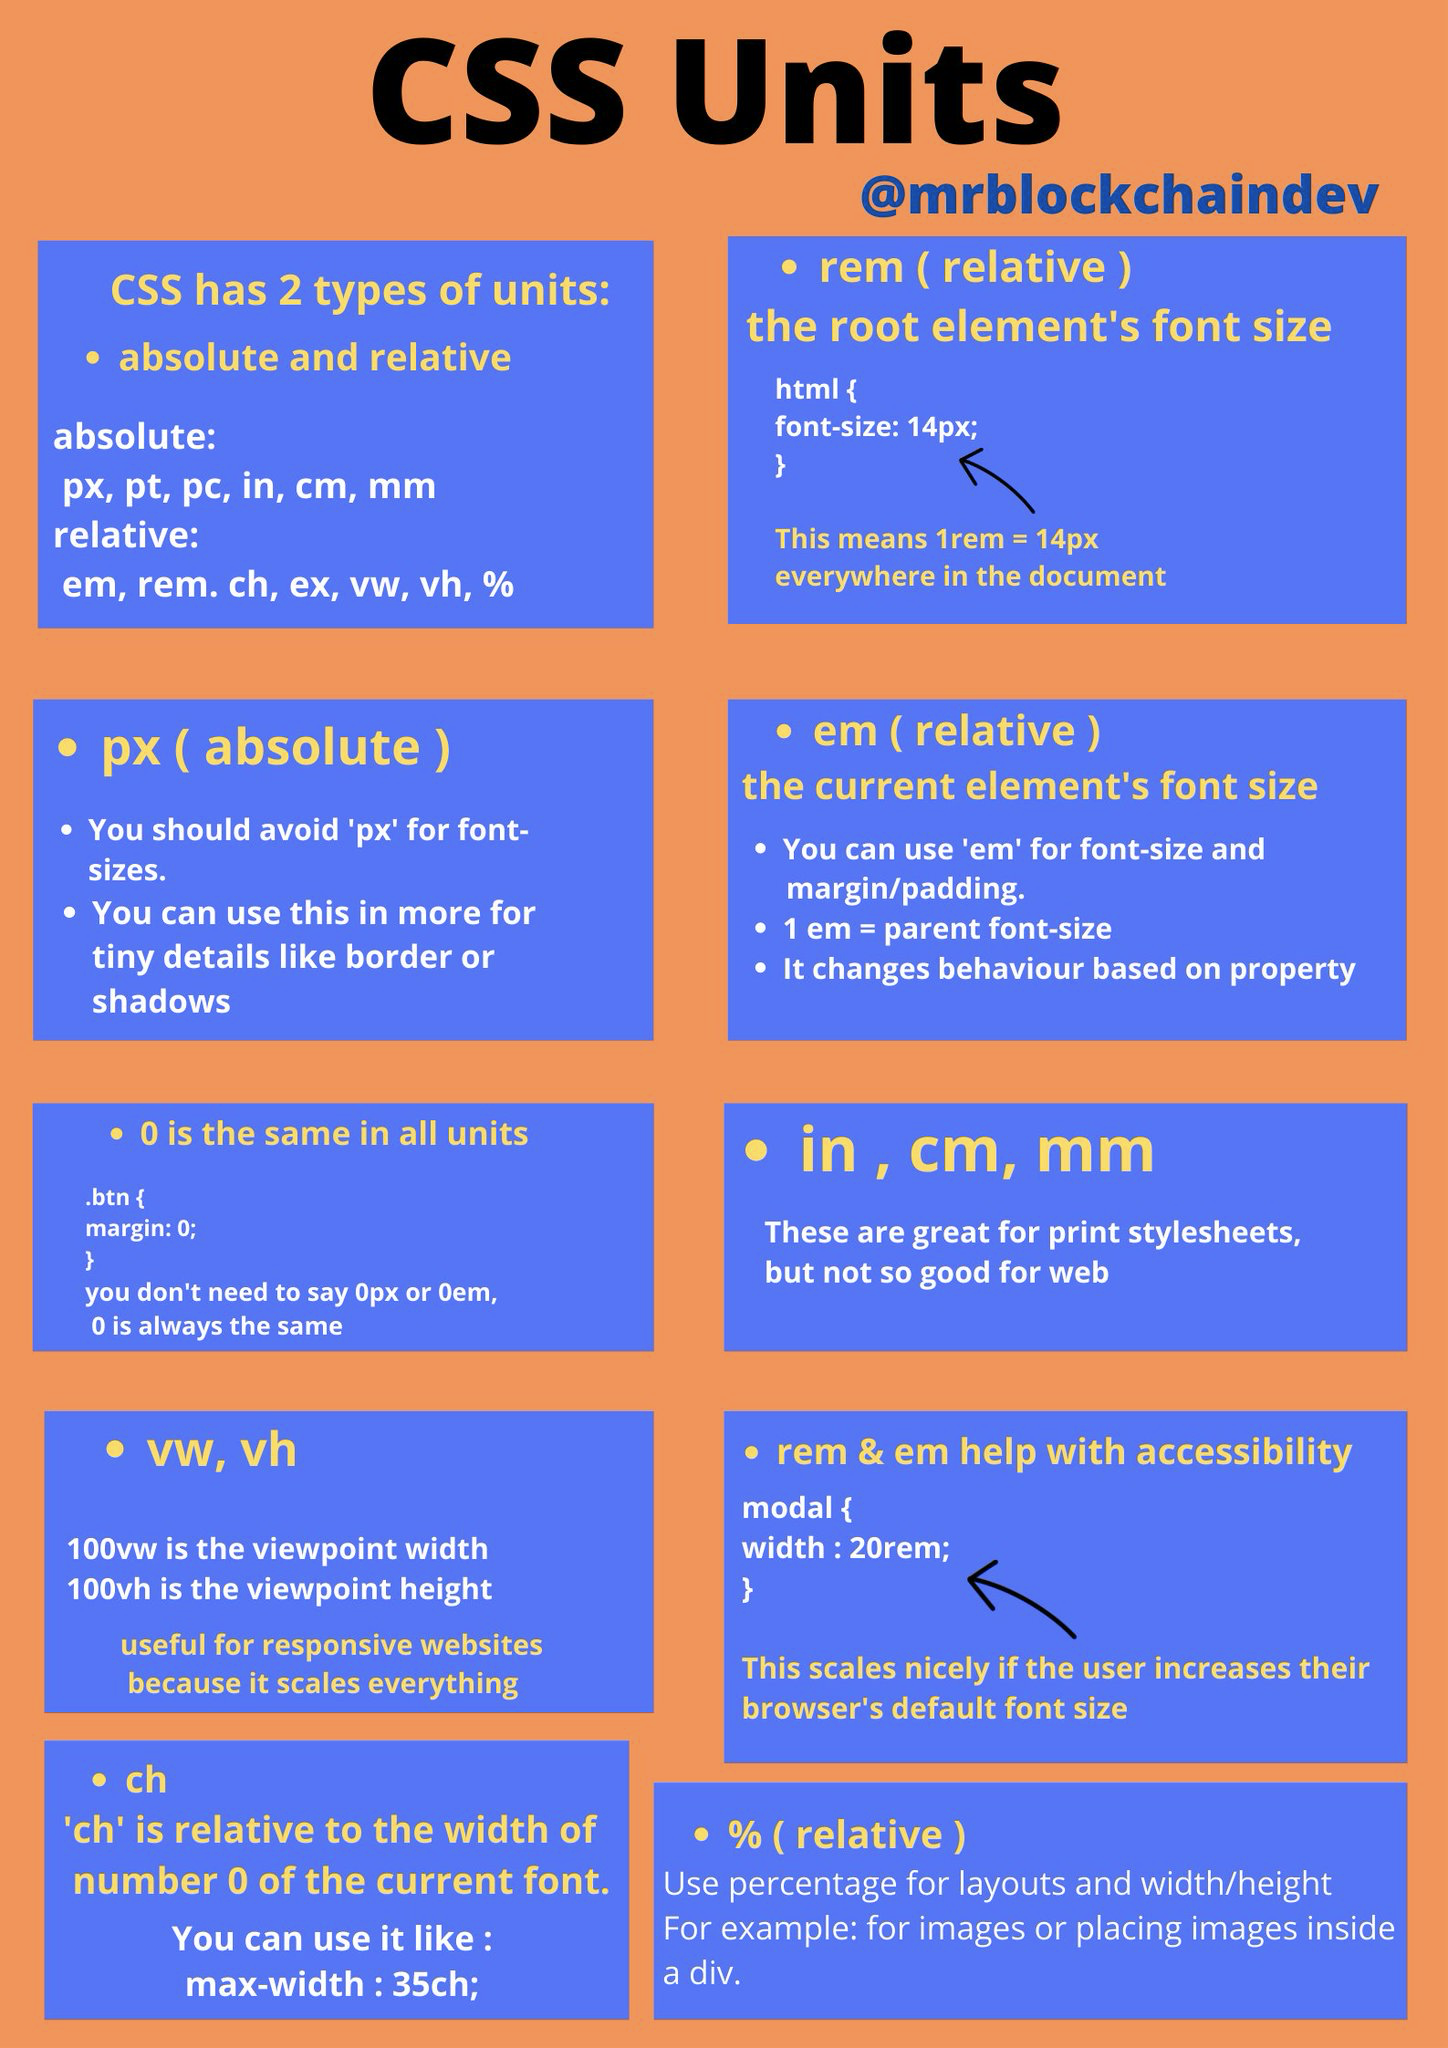 CSS Units
@mrblockchaindev
CSS has 2 types of units:
• absolute and relative
absolute:
px, pt, pc, in, cm, mm
relative:
em, rem. ch, ex, vw, vh, %
• rem ( relative )
the root element's font size
html {
font-size: 14px;
}
This means 1rem = 14px
everywhere in the document
• px ( absolute )
• You should avoid 'px' for font-
sizes.
• You can use this in more for
tiny details like border or
shadows
• em ( relative )
the current element's font size
• You can use 'em' for font-size and
margin/padding.
• 1 em = parent font-size
• It changes behaviour based on property
• 0 is the same in all units
.btn {
margin: 0;
}
you don't need to say 0px or 0em,
0 is always the same
• in , cm, mm
These are great for print stylesheets,
but not so good for web
• vw, vh
100vw is the viewpoint width
100vh is the viewpoint height
useful for responsive websites
because it scales everything
• rem & em help with accessibility
modal {
width : 20rem;
}
This scales nicely if the user increases their
browser's default font size
• ch
'ch' is relative to the width of
number 0 of the current font.
You can use it like :
max-width : 35ch;
• % ( relative )
Use percentage for layouts and width/height
For example: for images or placing images inside
a div.